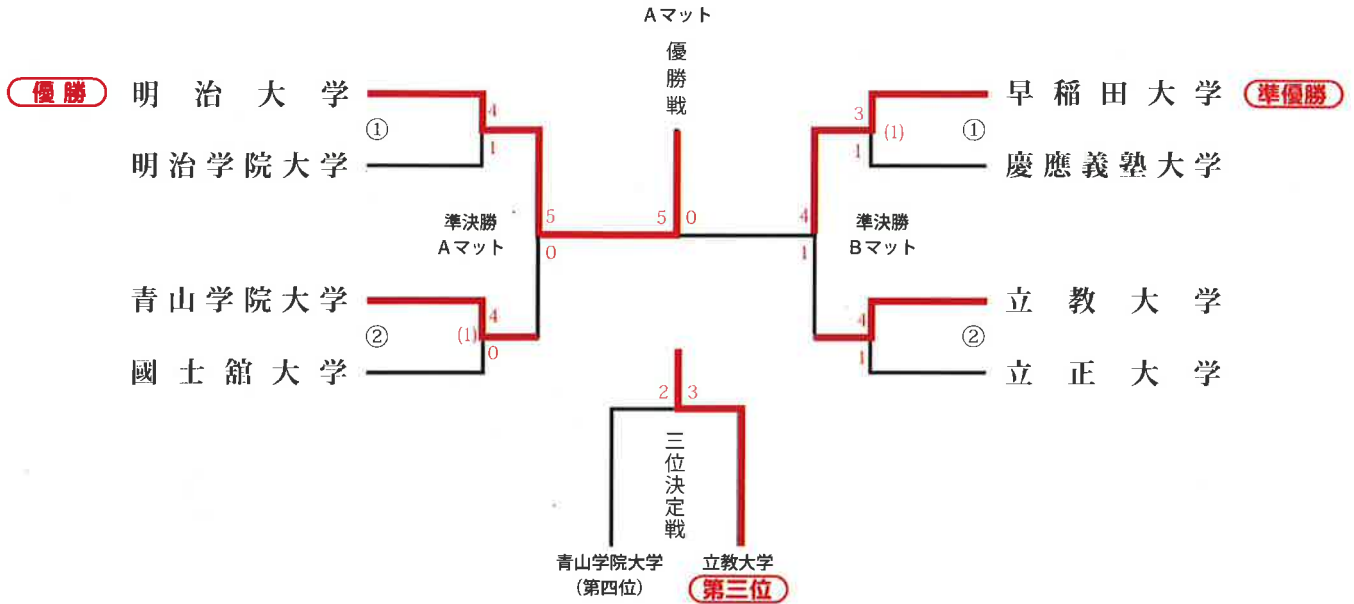 Aマット
優勝戦
優勝 明治大学 4 早稲田大学 準優勝
① 1 3 (1) 1 ①
明治学院大学 慶應義塾大学
準決勝
Aマット
5 0
5 0
4 1
準決勝
Bマット
青山学院大学 4 立教大学
② (1) 0 4 1 ②
國士舘大学 立正大学
2 3
三位決定戦
青山学院大学 立教大学
(第四位) 第三位